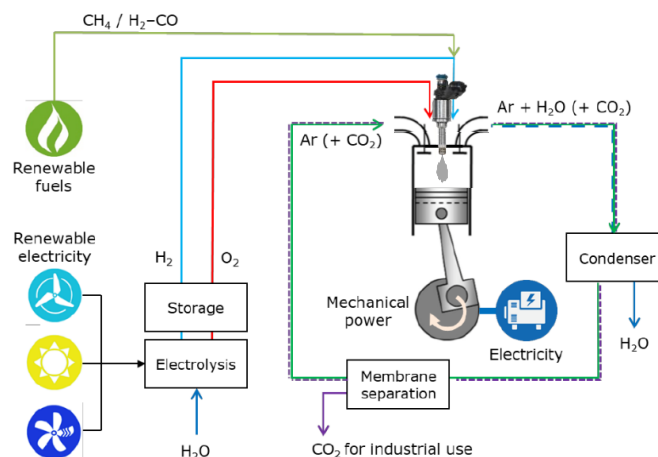 CH₄ / H₂–CO
Ar + H₂O (+ CO₂)
Ar (+ CO₂)
Renewable
fuels
Renewable
electricity
H₂
O₂
Storage
Electrolysis
H₂O
Condenser
H₂O
Mechanical
power
Electricity
Membrane
separation
CO₂ for industrial use